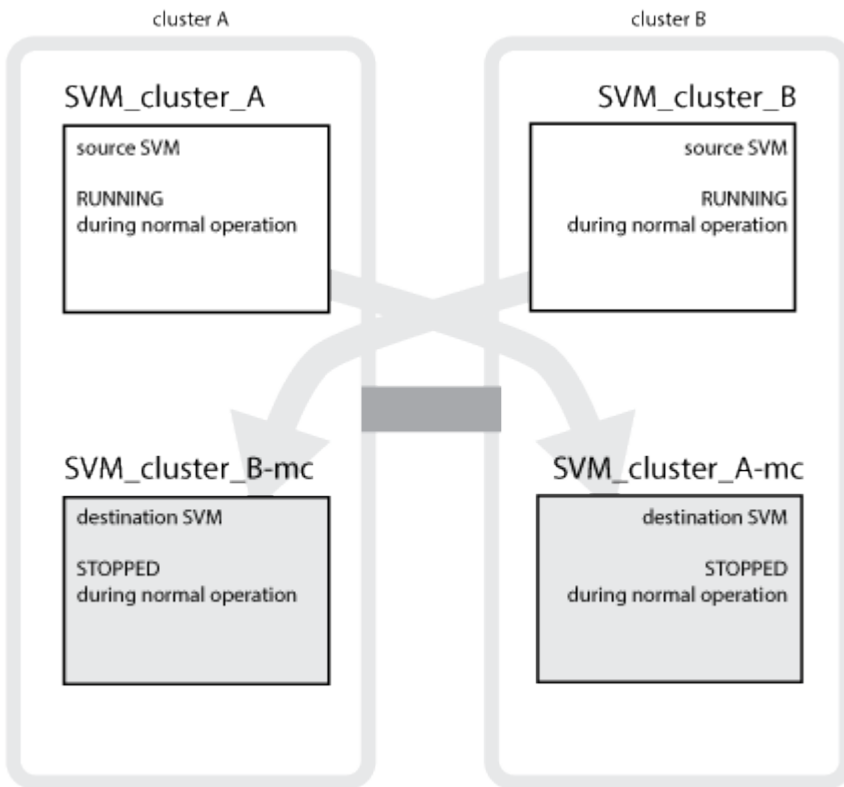 cluster A
cluster B
SVM_cluster_A
source SVM
RUNNING
during normal operation
SVM_cluster_B
source SVM
RUNNING
during normal operation
SVM_cluster_B-mc
destination SVM
STOPPED
during normal operation
SVM_cluster_A-mc
destination SVM
STOPPED
during normal operation